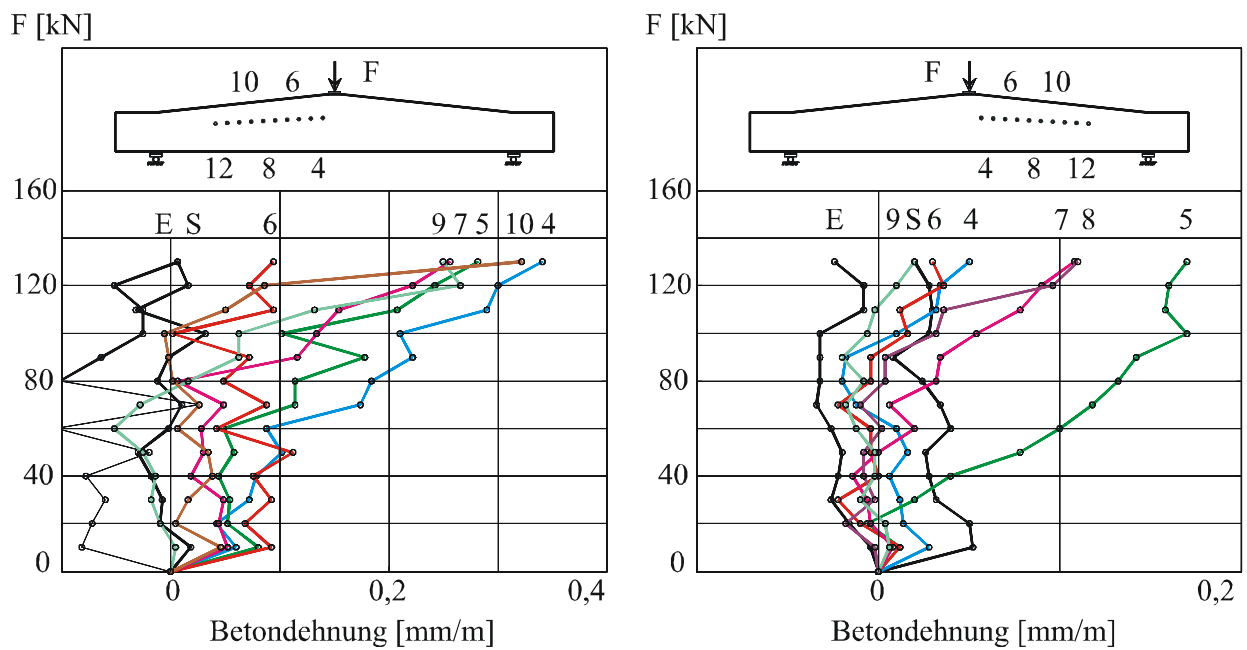 F [kN]
10 6 F
12 8 4
160
E S 6 9 7 5 10 4
120
80
40
0
0 0,2 0,4
Betondehnung [mm/m]
F [kN]
F 6 10
4 8 12
160
E 9 S 6 4 7 8 5
120
80
40
0
0 0,2
Betondehnung [mm/m]